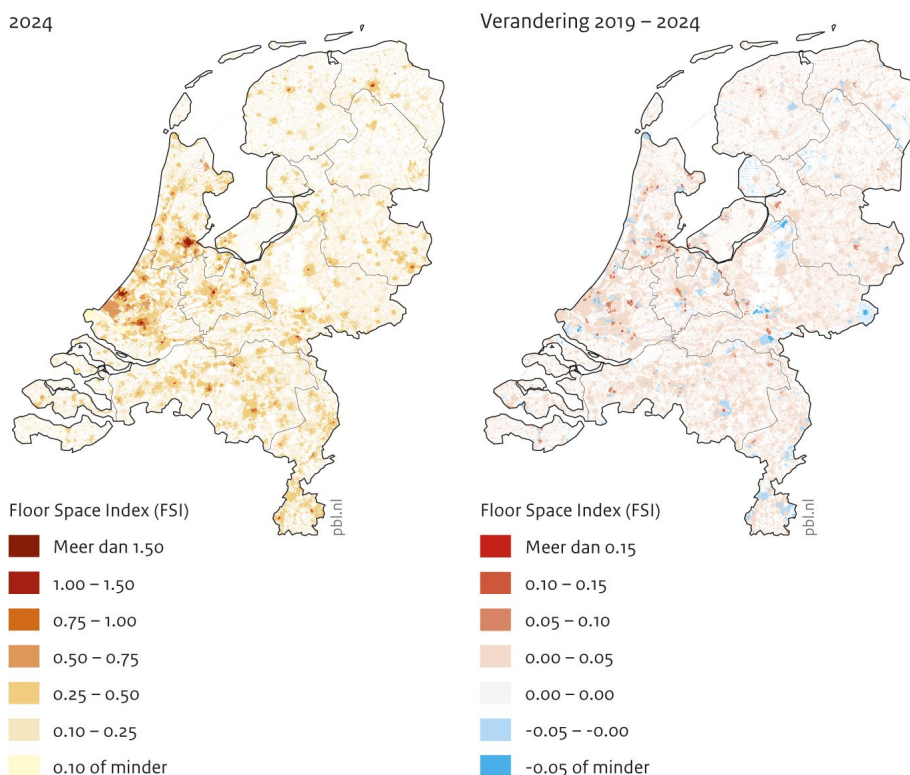 2024
Verandering 2019 – 2024
Floor Space Index (FSI)
Meer dan 1.50
1.00 – 1.50
0.75 – 1.00
0.50 – 0.75
0.25 – 0.50
0.10 – 0.25
0.10 of minder
pbl.nl
Floor Space Index (FSI)
Meer dan 0.15
0.10 – 0.15
0.05 – 0.10
0.00 – 0.05
0.00 – 0.00
-0.05 – -0.00
-0.05 of minder
pbl.nl